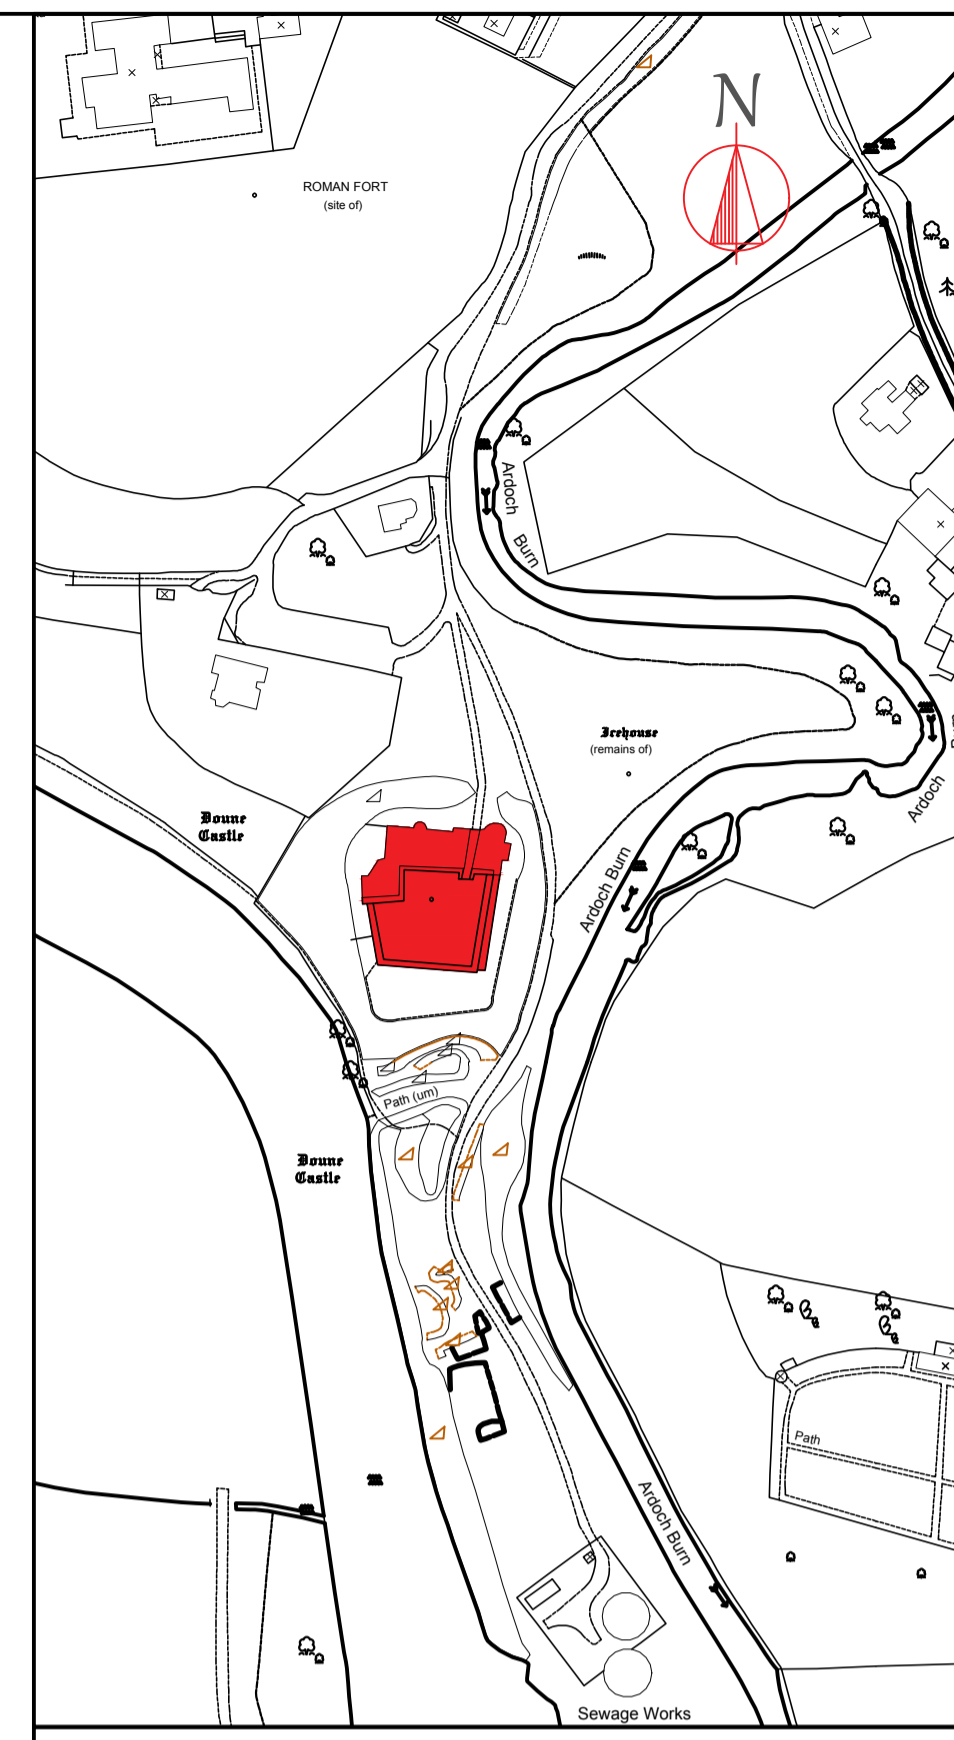 N
ROMAN FORT
(site of)
Ardoch
Burn
Icehouse
(remains of)
Doune
Castle
Ardoch
Ardoch Burn
Path (um)
Doune
Castle
Path
Ardoch Burn
Sewage Works